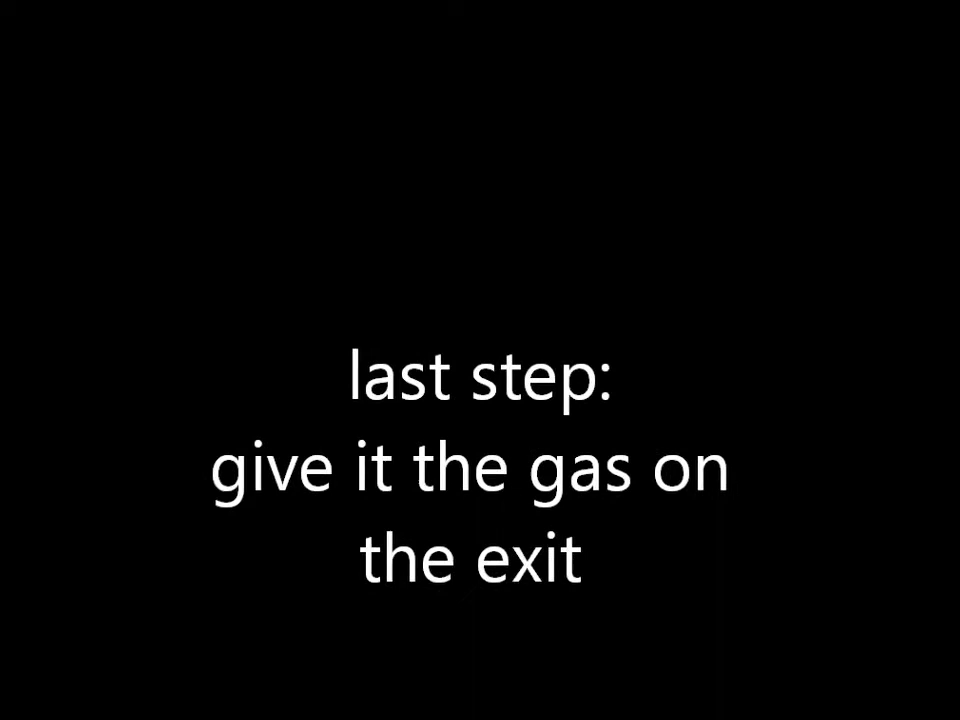 last step:
give it the gas on
the exit